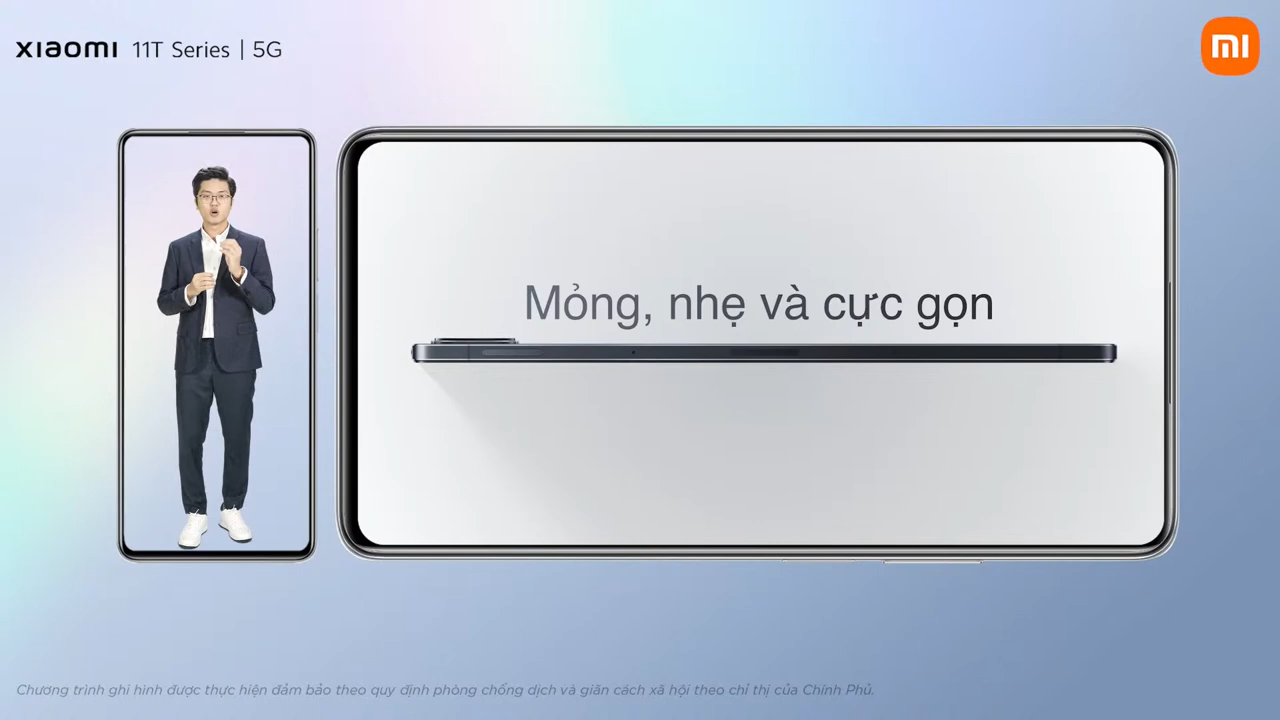 xiaomi 11T Series | 5G
mi
Mỏng, nhẹ và cực gọn
Chương trình ghi hình được thực hiện đảm bảo theo quy định phòng chống dịch và giãn cách xã hội theo chỉ thị của Chính Phủ.